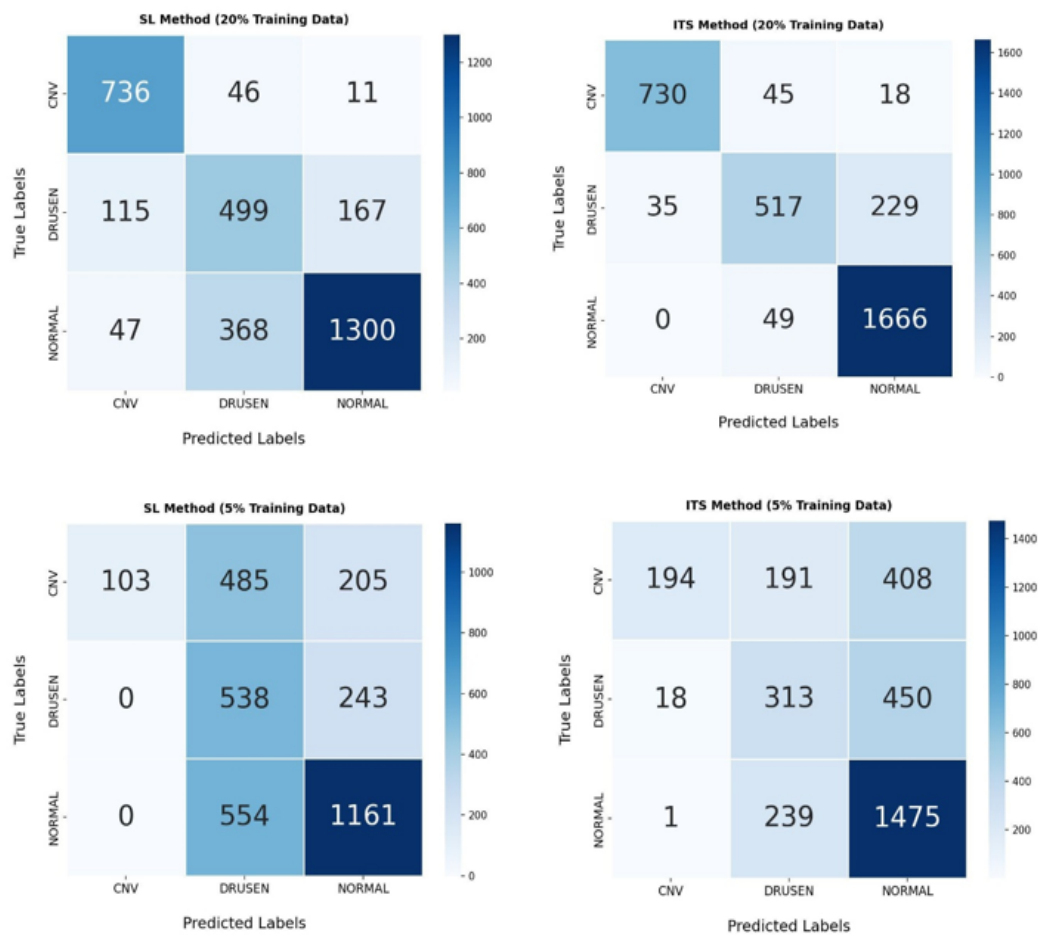 SL Method (20% Training Data)
True Labels
CNV
DRUSEN
NORMAL
736 46 11
115 499 167
47 368 1300
CNV DRUSEN NORMAL
Predicted Labels
1200
1000
800
600
400
200
ITS Method (20% Training Data)
True Labels
CNV
DRUSEN
NORMAL
730 45 18
35 517 229
0 49 1666
CNV DRUSEN NORMAL
Predicted Labels
1600
1400
1200
1000
800
600
400
200
0
SL Method (5% Training Data)
True Labels
CNV
DRUSEN
NORMAL
103 485 205
0 538 243
0 554 1161
CNV DRUSEN NORMAL
Predicted Labels
1000
800
600
400
200
0
ITS Method (5% Training Data)
True Labels
CNV
DRUSEN
NORMAL
194 191 408
18 313 450
1 239 1475
CNV DRUSEN NORMAL
Predicted Labels
1400
1200
1000
800
600
400
200